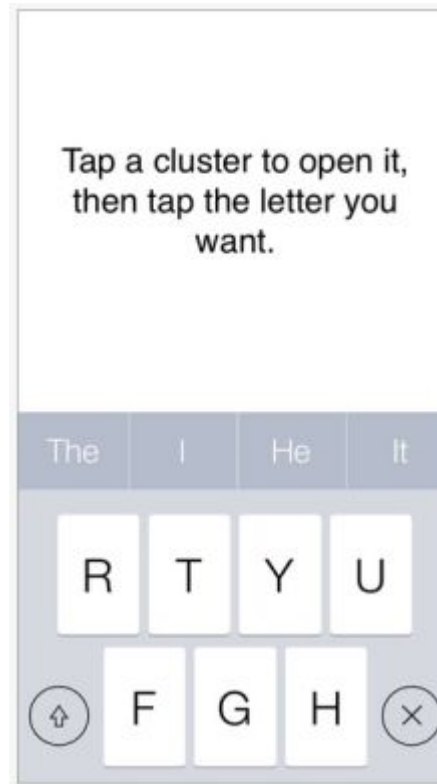 Tap a cluster to open it,
then tap the letter you
want.
The I He It
R T Y U
F G H